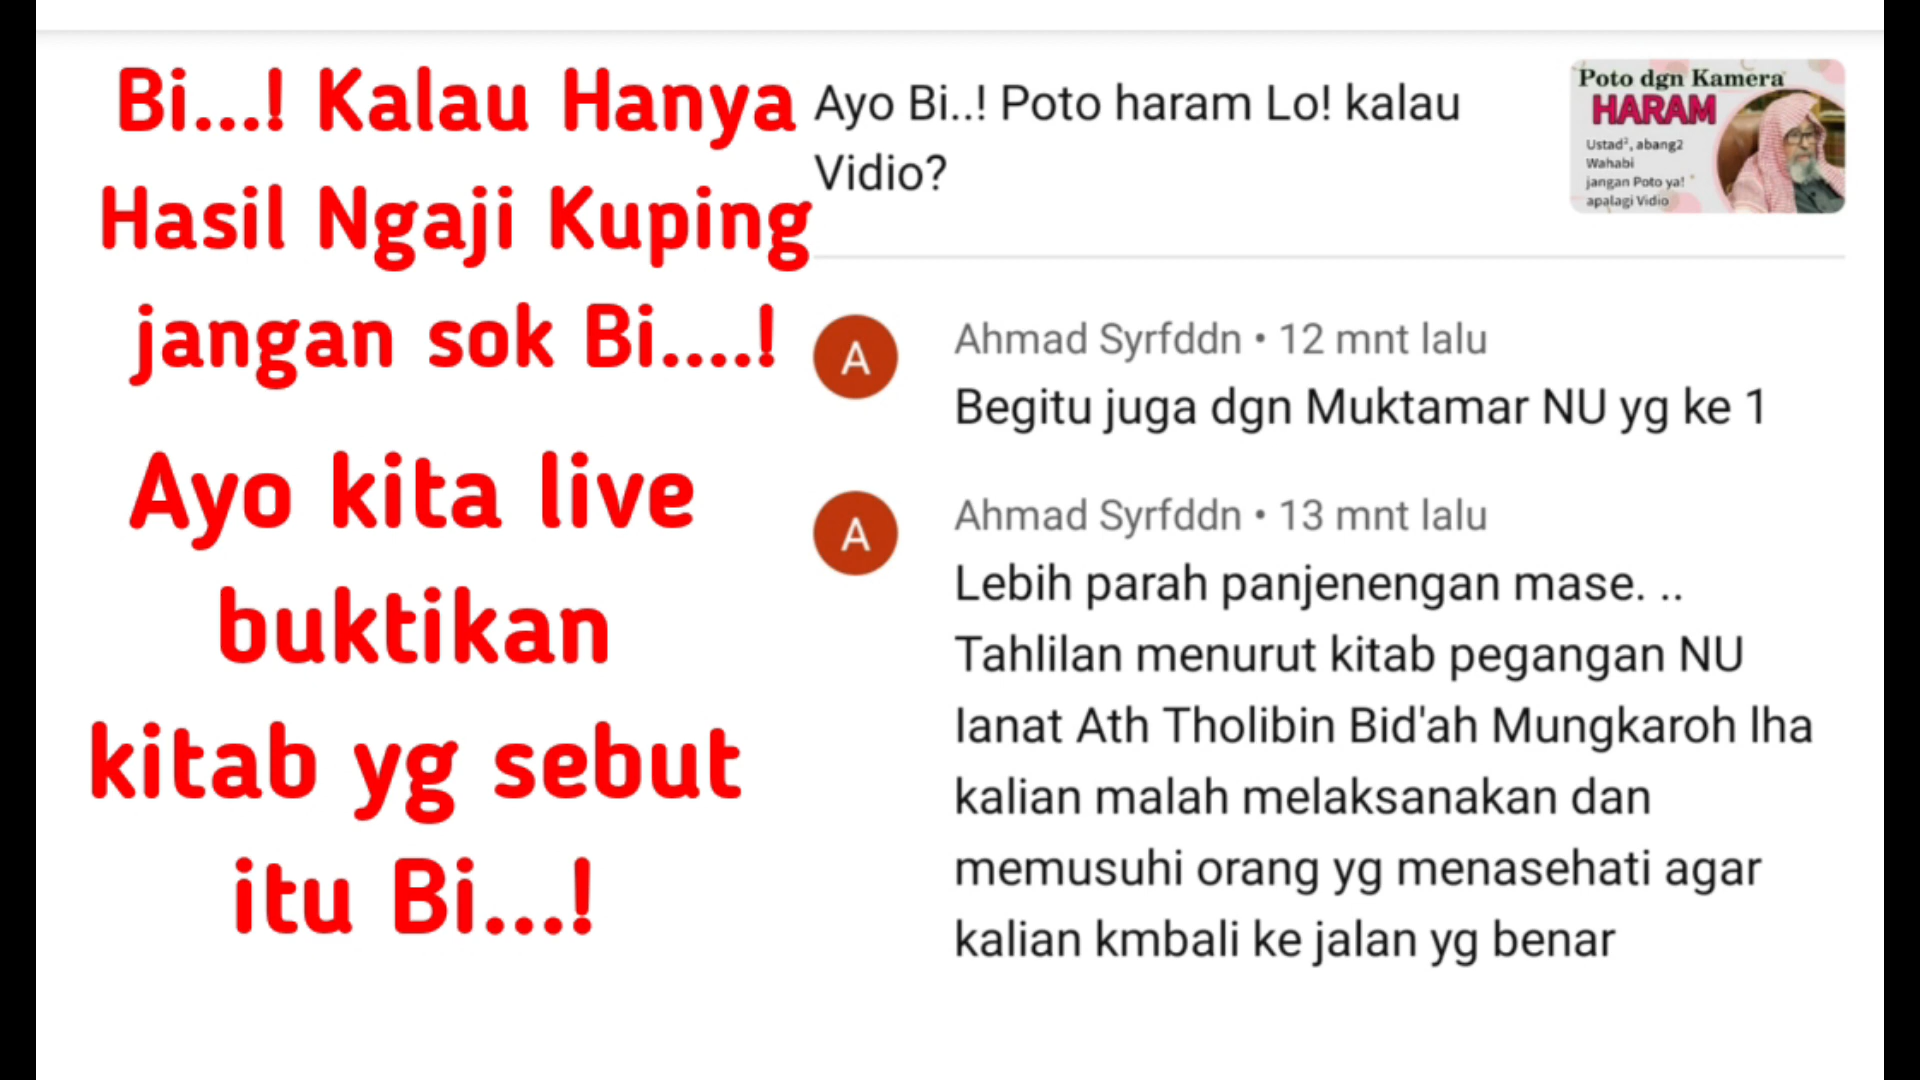 Bi...! Kalau Hanya
Hasil Ngaji Kuping
jangan sok Bi....!
Ayo kita live
buktikan
kitab yg sebut
itu Bi...!
Ayo Bi..! Poto haram Lo! kalau
Vidio?
Poto dgn Kamera
HARAM
Ustad², abang2
Wahabi
jangan Poto ya!
apalagi Vidio
A
Ahmad Syrfddn • 12 mnt lalu
Begitu juga dgn Muktamar NU yg ke 1
A
Ahmad Syrfddn • 13 mnt lalu
Lebih parah panjenengan mase. ..
Tahlilan menurut kitab pegangan NU
Ianat Ath Tholibin Bid'ah Mungkaroh lha
kalian malah melaksanakan dan
memusuhi orang yg menasehati agar
kalian kmbali ke jalan yg benar